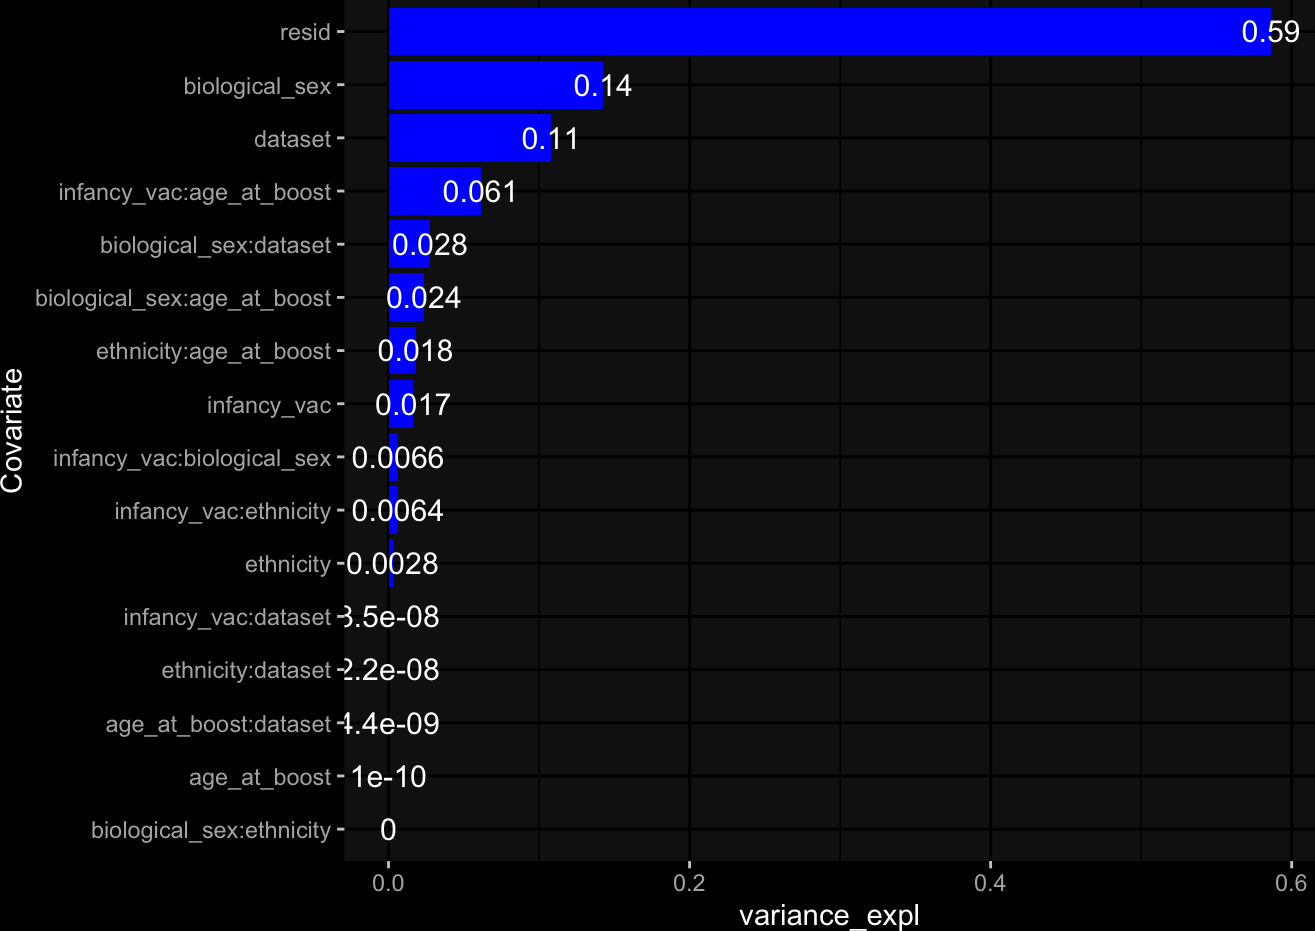 resid 0.59
biological_sex 0.14
dataset 0.11
infancy_vac:age_at_boost 0.061
biological_sex:dataset 0.028
biological_sex:age_at_boost 0.024
ethnicity:age_at_boost 0.018
infancy_vac 0.017
infancy_vac:biological_sex 0.0066
infancy_vac:ethnicity 0.0064
ethnicity 0.0028
infancy_vac:dataset 3.5e-08
ethnicity:dataset 2.2e-08
age_at_boost:dataset 4.4e-09
age_at_boost 1e-10
biological_sex:ethnicity 0
Covariate
0.0 0.2 0.4 0.6
variance_expl